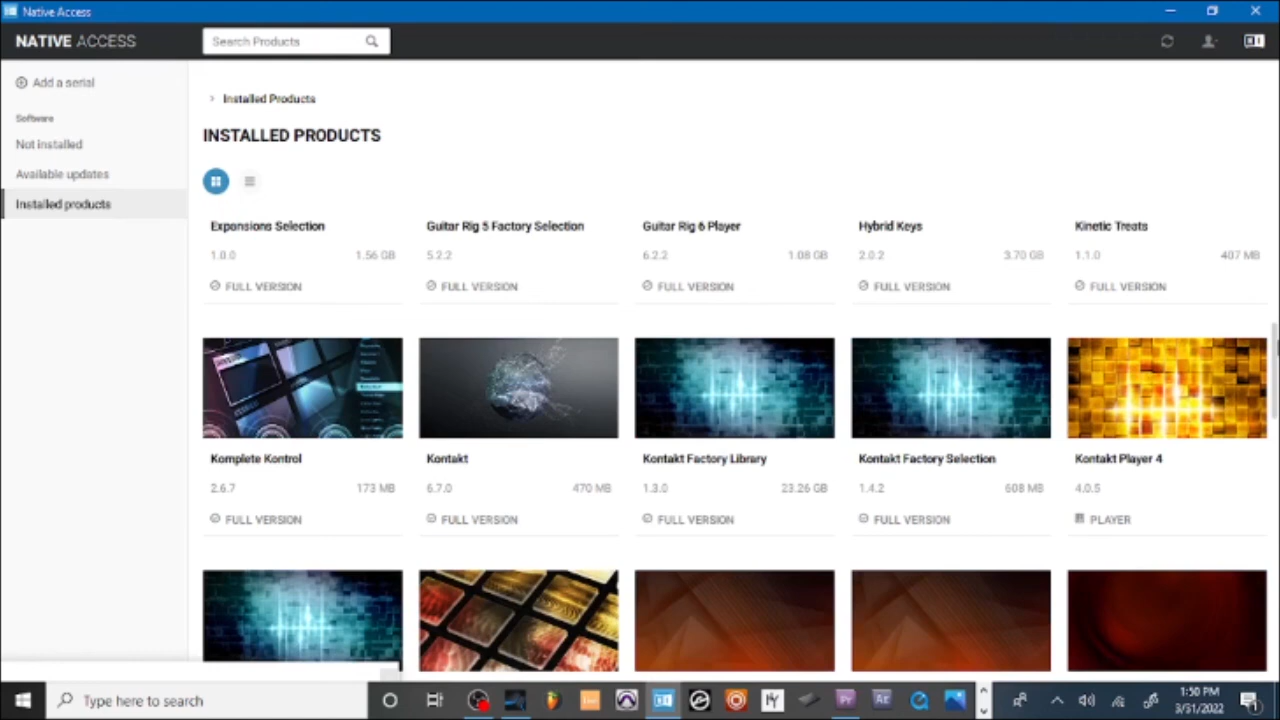 Native Access
NATIVE ACCESS
Search Products
Add a serial
Software
Not installed
Available updates
Installed products
Installed Products
INSTALLED PRODUCTS
Expansions Selection
1.0.0 1.56 GB
FULL VERSION
Guitar Rig 5 Factory Selection
5.2.2
FULL VERSION
Guitar Rig 6 Player
6.2.2 1.08 GB
FULL VERSION
Hybrid Keys
2.0.2 3.70 GB
FULL VERSION
Kinetic Treats
1.1.0 407 MB
FULL VERSION
Komplete Kontrol
2.6.7 173 MB
FULL VERSION
Kontakt
6.7.0 470 MB
FULL VERSION
Kontakt Factory Library
1.3.0 23.26 GB
FULL VERSION
Kontakt Factory Selection
1.4.2 608 MB
FULL VERSION
Kontakt Player 4
4.0.5
PLAYER
Type here to search
Pr
AE
1:50 PM
3/31/2022